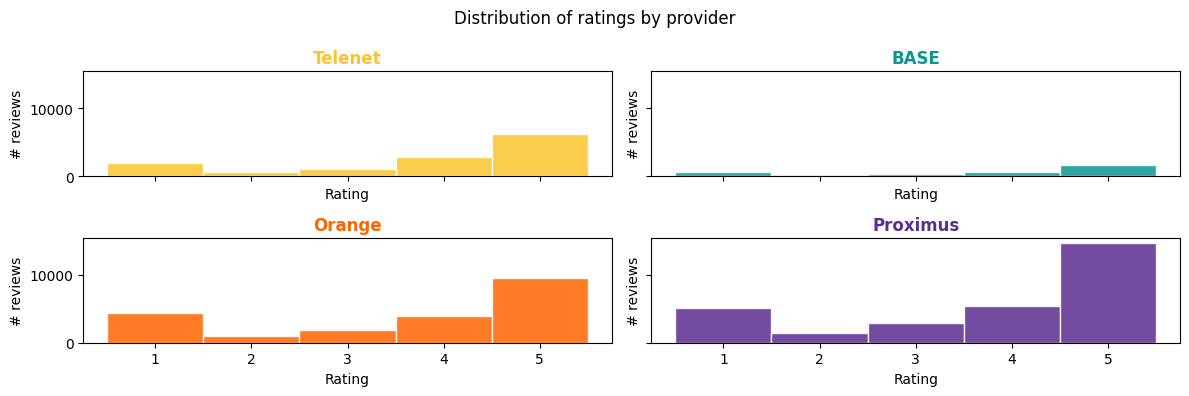 Distribution of ratings by provider
Telenet
BASE
# reviews
10000
0
Rating
# reviews
Rating
Orange
Proximus
# reviews
10000
0
1 2 3 4 5
Rating
# reviews
1 2 3 4 5
Rating